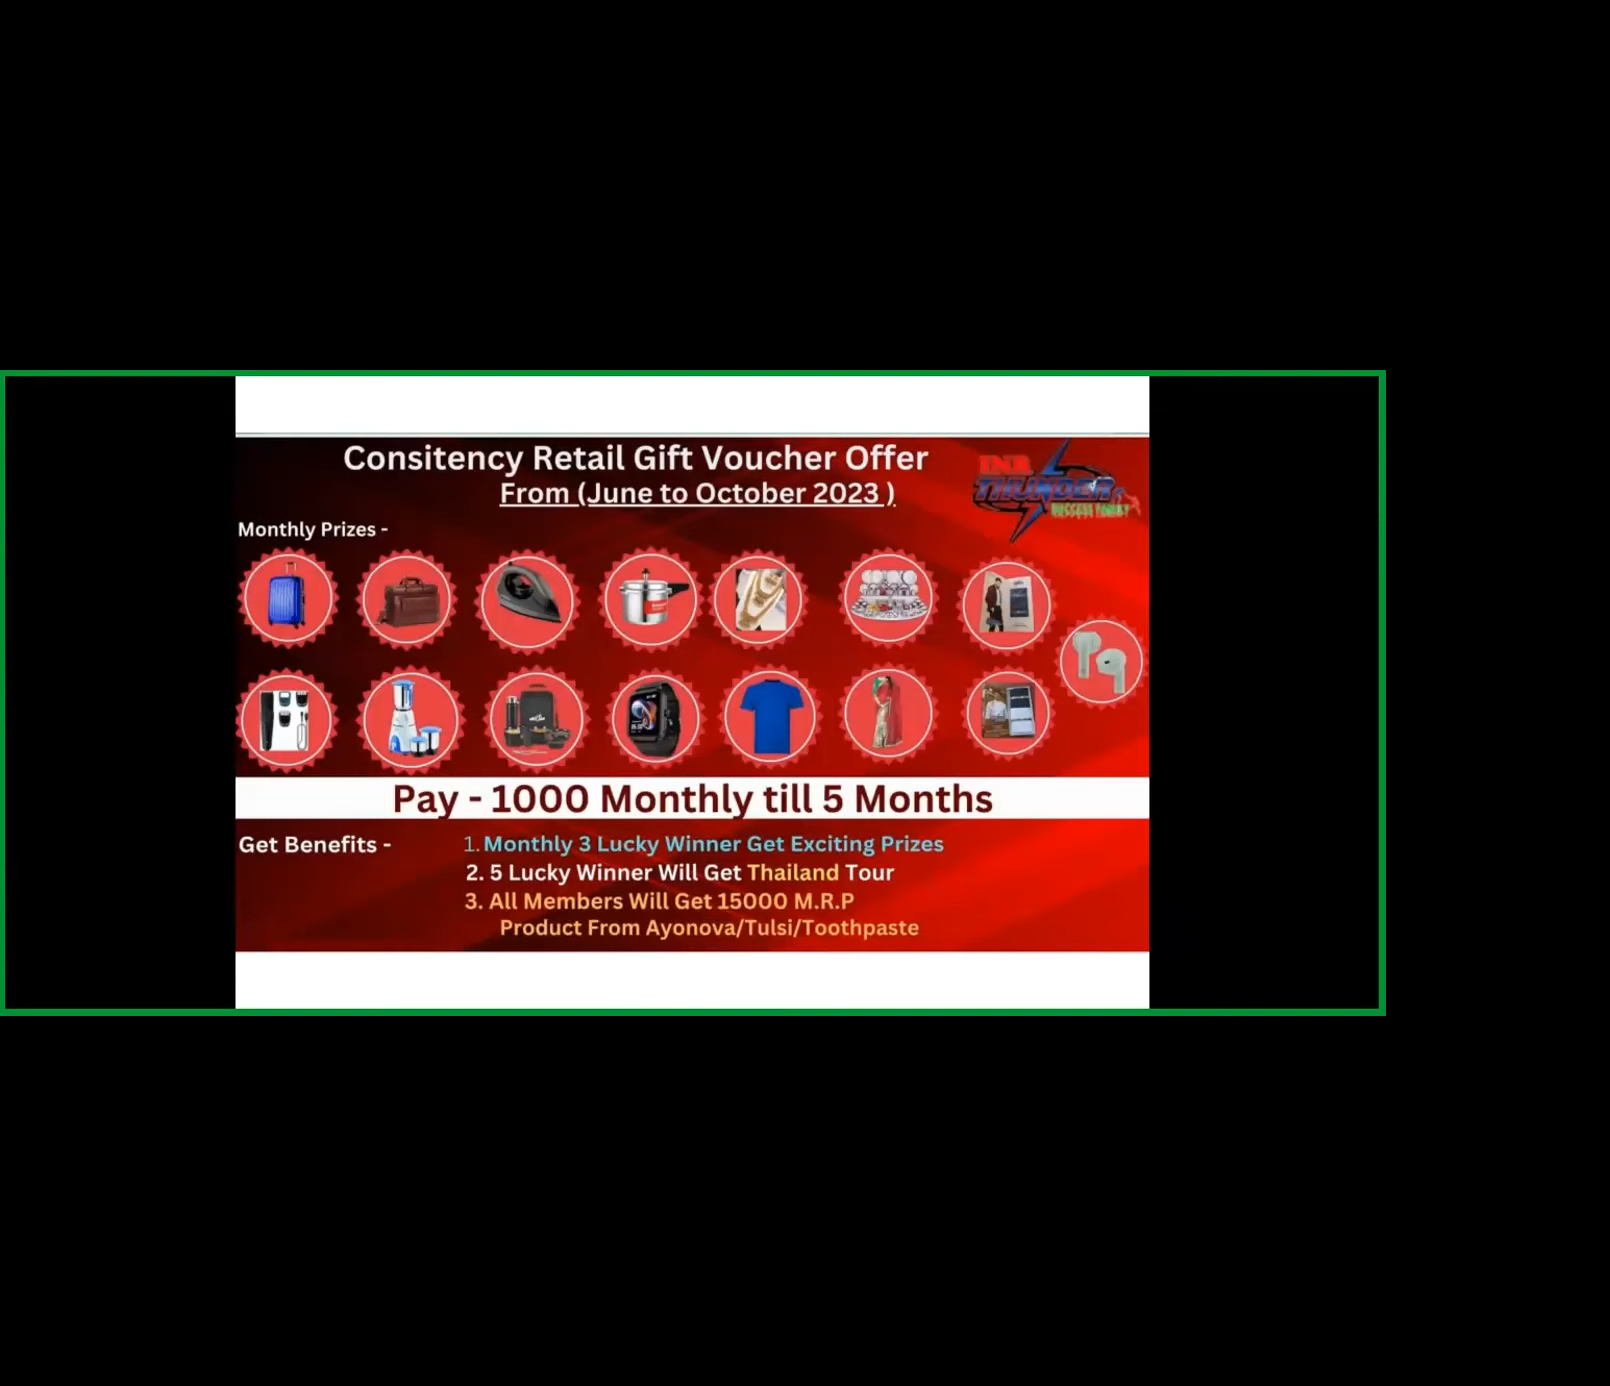 Consitency Retail Gift Voucher Offer
From (June to October 2023 )
INR
THUNDER
Monthly Prizes -
Pay - 1000 Monthly till 5 Months
Get Benefits -
1. Monthly 3 Lucky Winner Get Exciting Prizes
2. 5 Lucky Winner Will Get Thailand Tour
3. All Members Will Get 15000 M.R.P
Product From Ayonova/Tulsi/Toothpaste